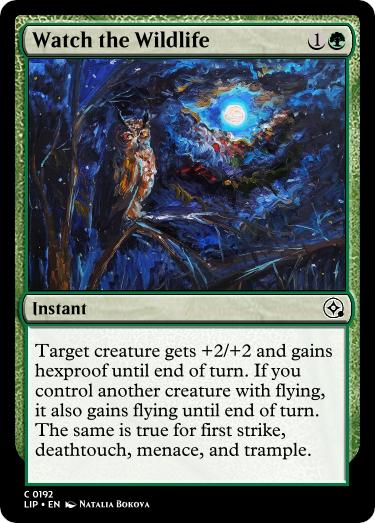 Watch the Wildlife 1
Instant
Target creature gets +2/+2 and gains
hexproof until end of turn. If you
control another creature with flying,
it also gains flying until end of turn.
The same is true for first strike,
deathtouch, menace, and trample.
C 0192
LIP • EN Natalia Bokova